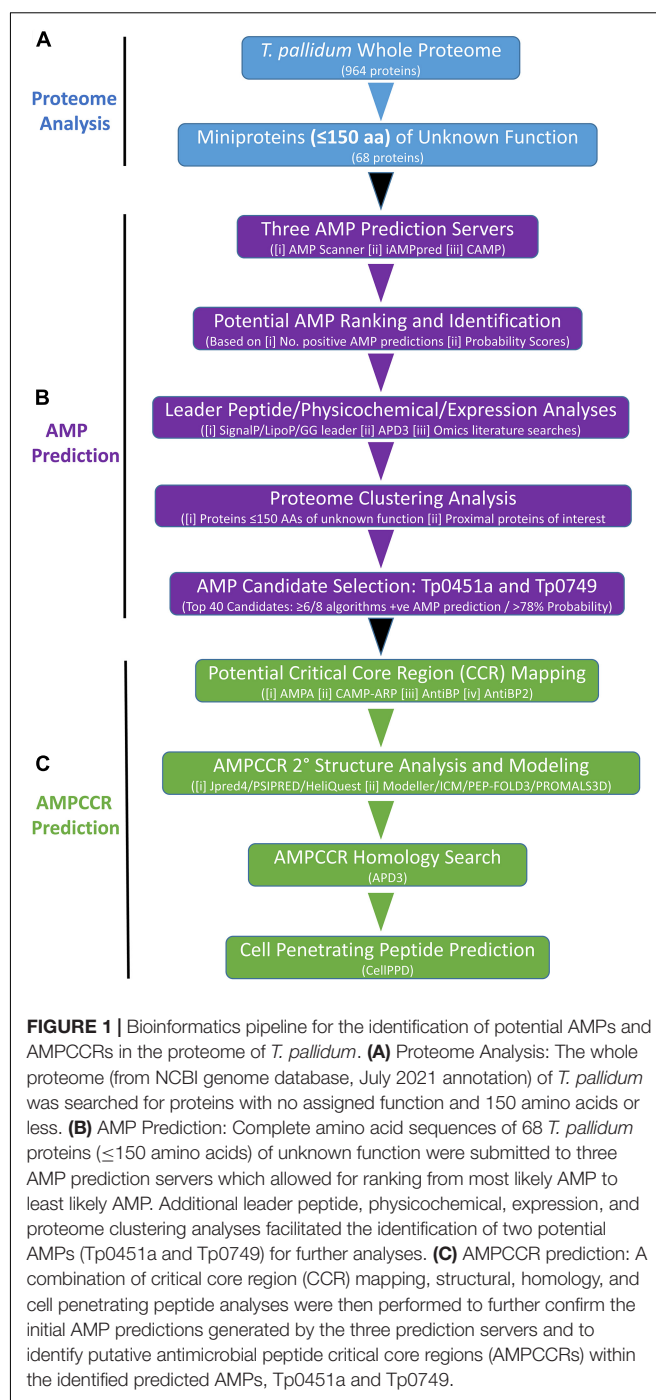 A
Proteome
Analysis
T. pallidum Whole Proteome
(964 proteins)
Miniproteins (≤150 aa) of Unknown Function
(68 proteins)
B
AMP
Prediction
Three AMP Prediction Servers
([i] AMP Scanner [ii] iAMPpred [iii] CAMP)
Potential AMP Ranking and Identification
(Based on [i] No. positive AMP predictions [ii] Probability Scores)
Leader Peptide/Physicochemical/Expression Analyses
([i] SignalP/LipoP/GG leader [ii] APD3 [iii] Omics literature searches)
Proteome Clustering Analysis
([i] Proteins ≤150 AAs of unknown function [ii] Proximal proteins of interest
AMP Candidate Selection: Tp0451a and Tp0749
(Top 40 Candidates: ≥6/8 algorithms +ve AMP prediction / >78% Probability)
C
AMPCCR
Prediction
Potential Critical Core Region (CCR) Mapping
([i] AMPA [ii] CAMP-ARP [iii] AntiBP [iv] AntiBP2)
AMPCCR 2° Structure Analysis and Modeling
([i] Jpred4/PSIPRED/HeliQuest [ii] Modeller/ICM/PEP-FOLD3/PROMALS3D)
AMPCCR Homology Search
(APD3)
Cell Penetrating Peptide Prediction
(CellPPD)
FIGURE 1 | Bioinformatics pipeline for the identification of potential AMPs and
AMPCCRs in the proteome of T. pallidum. (A) Proteome Analysis: The whole
proteome (from NCBI genome database, July 2021 annotation) of T. pallidum
was searched for proteins with no assigned function and 150 amino acids or
less. (B) AMP Prediction: Complete amino acid sequences of 68 T. pallidum
proteins (≤150 amino acids) of unknown function were submitted to three
AMP prediction servers which allowed for ranking from most likely AMP to
least likely AMP. Additional leader peptide, physicochemical, expression, and
proteome clustering analyses facilitated the identification of two potential
AMPs (Tp0451a and Tp0749) for further analyses. (C) AMPCCR prediction: A
combination of critical core region (CCR) mapping, structural, homology, and
cell penetrating peptide analyses were then performed to further confirm the
initial AMP predictions generated by the three prediction servers and to
identify putative antimicrobial peptide critical core regions (AMPCCRs) within
the identified predicted AMPs, Tp0451a and Tp0749.